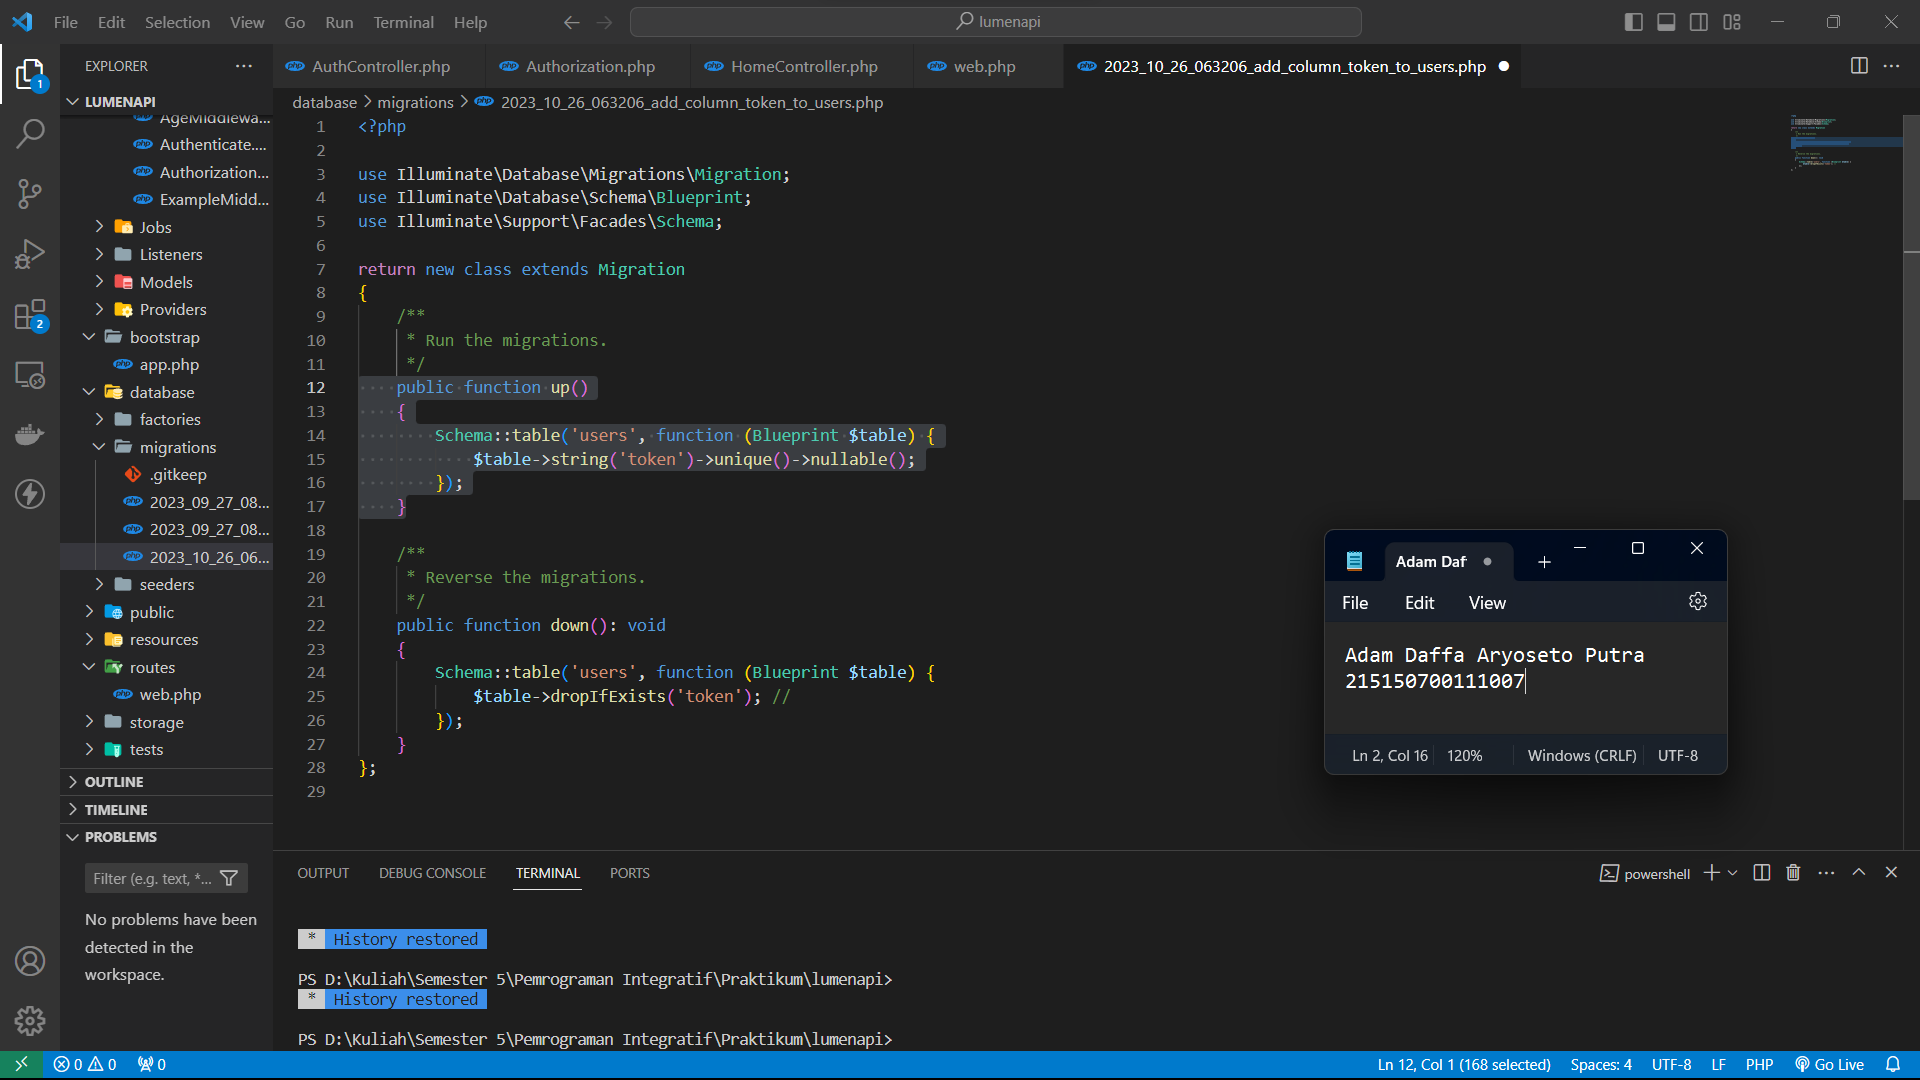 File Edit Selection View Go Run Terminal Help
lumenapi
EXPLORER
AuthController.php
Authorization.php
HomeController.php
web.php
2023_10_26_063206_add_column_token_to_users.php
database > migrations > 2023_10_26_063206_add_column_token_to_users.php
LUMENAPI
AgeMiddlewa...
Authenticate....
Authorization...
ExampleMidd...
Jobs
Listeners
Models
Providers
bootstrap
app.php
database
factories
migrations
.gitkeep
2023_09_27_08...
2023_09_27_08...
2023_10_26_06...
seeders
public
resources
routes
web.php
storage
tests
OUTLINE
TIMELINE
PROBLEMS
Filter (e.g. text, *...
No problems have been
detected in the
workspace.
1 <?php
2
3 use Illuminate\Database\Migrations\Migration;
4 use Illuminate\Database\Schema\Blueprint;
5 use Illuminate\Support\Facades\Schema;
6
7 return new class extends Migration
8 {
9 /**
10 * Run the migrations.
11 */
12 public function up()
13 {
14 Schema::table('users', function (Blueprint $table) {
15 $table->string('token')->unique()->nullable();
16 });
17 }
18
19 /**
20 * Reverse the migrations.
21 */
22 public function down(): void
23 {
24 Schema::table('users', function (Blueprint $table) {
25 $table->dropIfExists('token'); //
26 });
27 }
28 };
29
Adam Daf
File Edit View
Adam Daffa Aryoseto Putra
215150700111007
Ln 2, Col 16 120% Windows (CRLF) UTF-8
OUTPUT DEBUG CONSOLE TERMINAL PORTS
powershell
* History restored
PS D:\Kuliah\Semester 5\Pemrograman Integratif\Praktikum\lumenapi>
* History restored
PS D:\Kuliah\Semester 5\Pemrograman Integratif\Praktikum\lumenapi>
1
2
0 0 0
Ln 12, Col 1 (168 selected) Spaces: 4 UTF-8 LF PHP Go Live